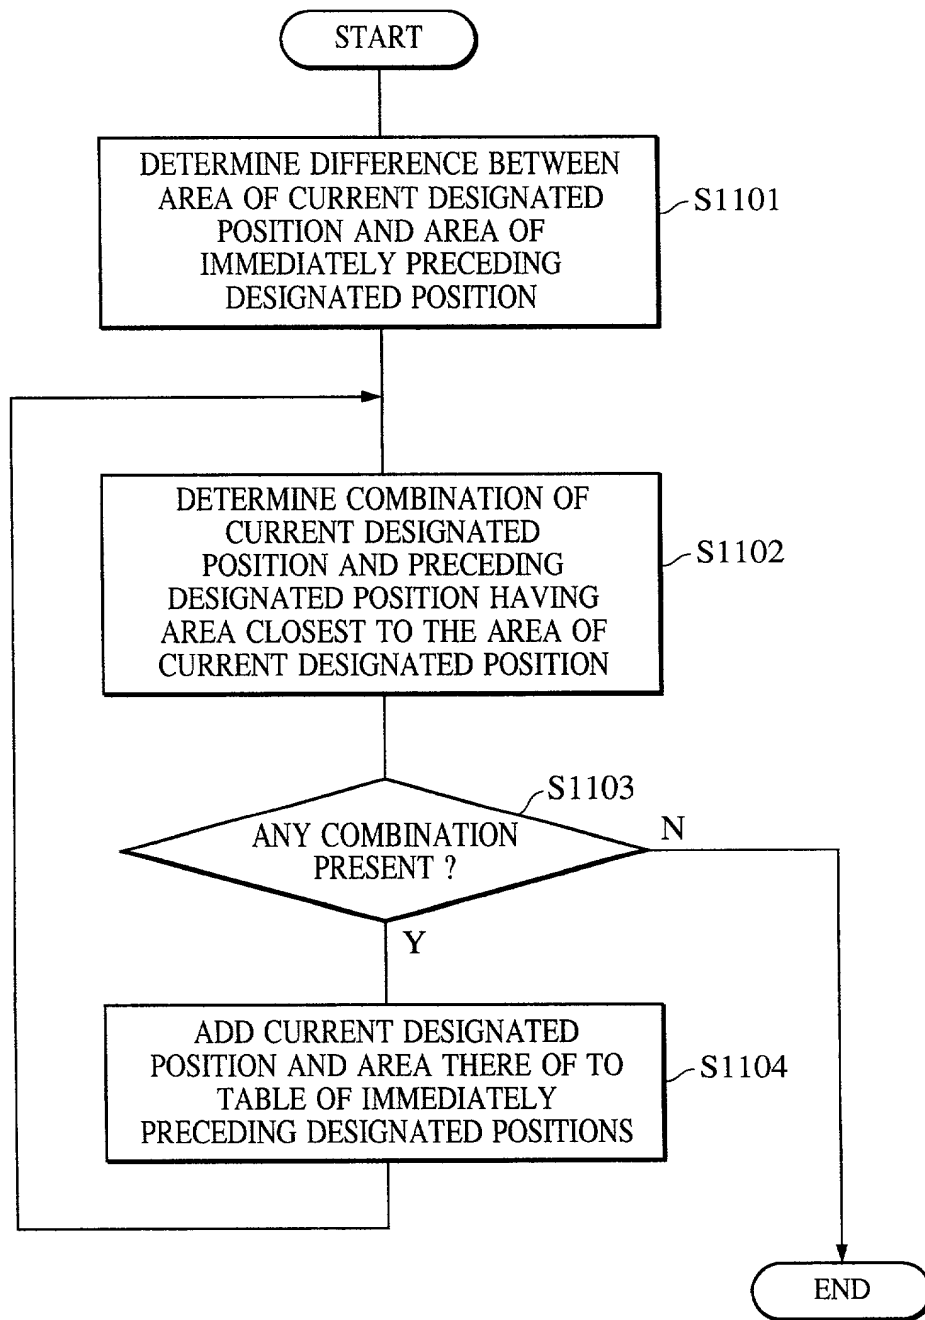 START
DETERMINE DIFFERENCE BETWEEN
AREA OF CURRENT DESIGNATED
POSITION AND AREA OF
IMMEDIATELY PRECEDING
DESIGNATED POSITION
S1101
DETERMINE COMBINATION OF
CURRENT DESIGNATED
POSITION AND PRECEDING
DESIGNATED POSITION HAVING
AREA CLOSEST TO THE AREA OF
CURRENT DESIGNATED POSITION
S1102
S1103
ANY COMBINATION
PRESENT ?
N
Y
ADD CURRENT DESIGNATED
POSITION AND AREA THERE OF TO
TABLE OF IMMEDIATELY
PRECEDING DESIGNATED POSITIONS
S1104
END